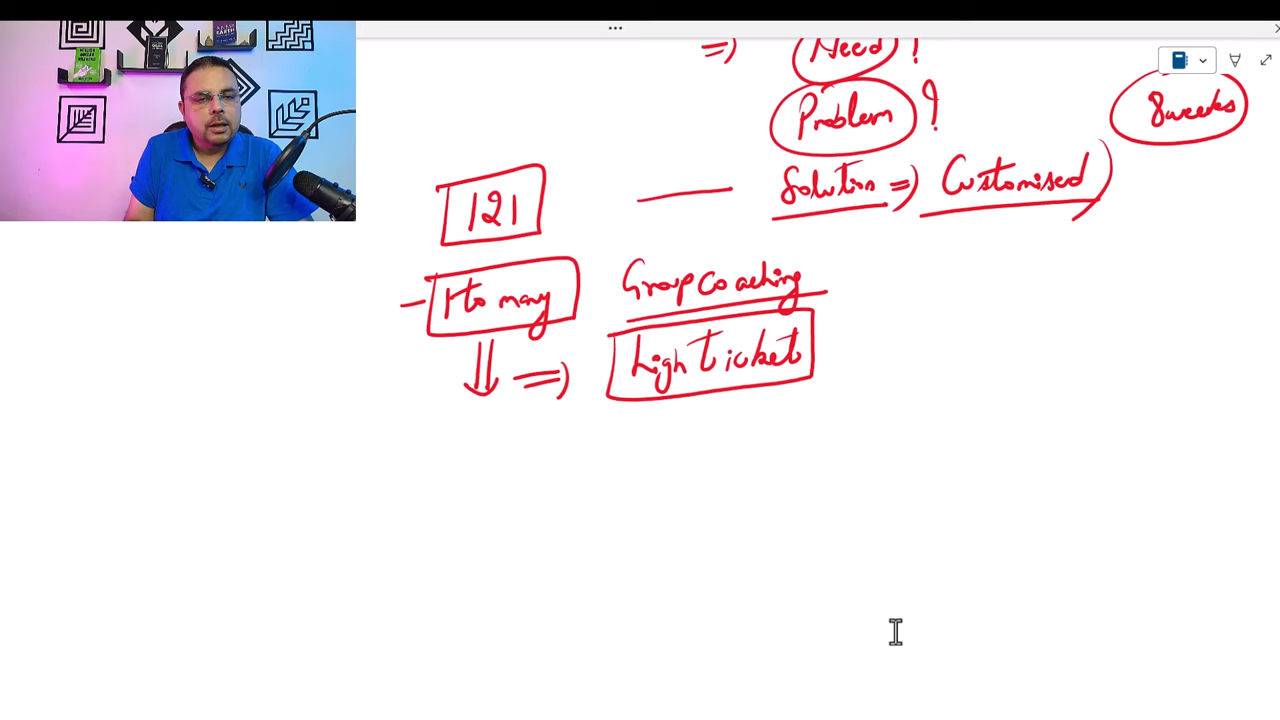 => Need ?
Problem ?
8 weeks
121 — Solution => Customised
- 1 to many Group coaching
=> high ticket